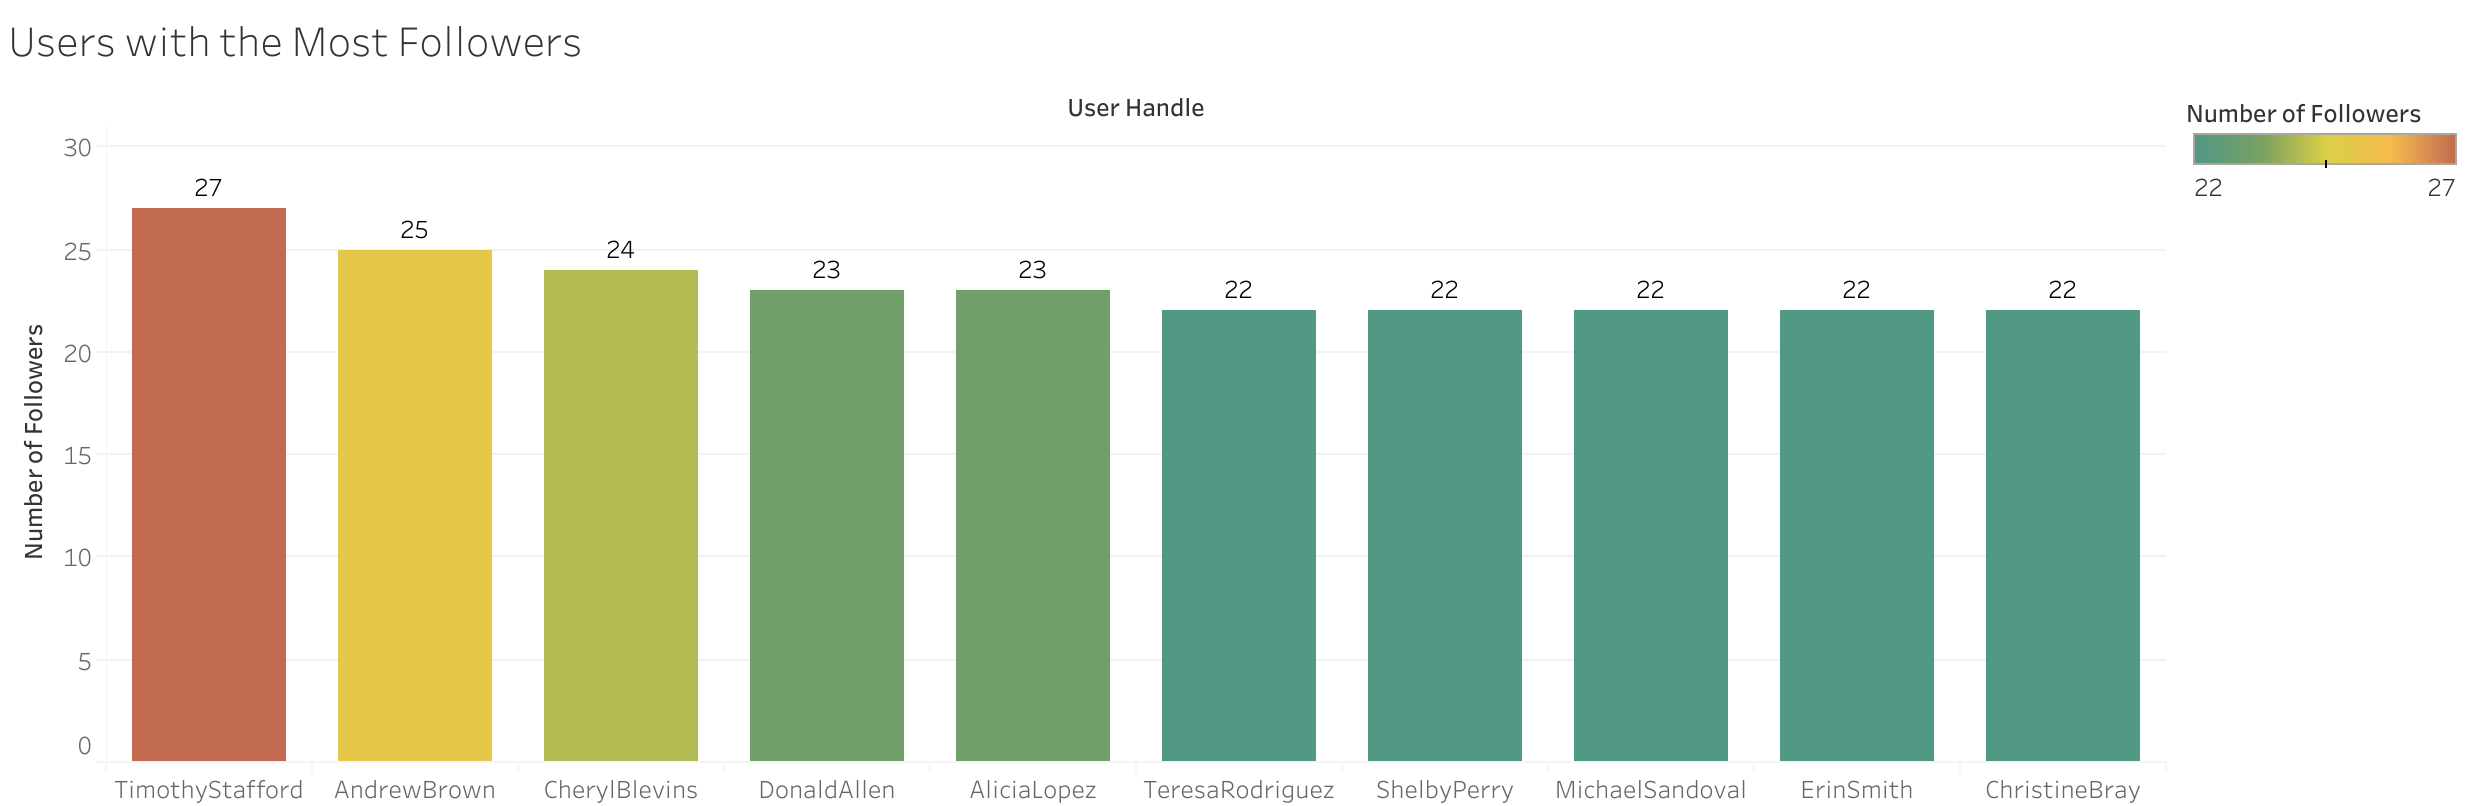 Users with the Most Followers
User Handle
Number of Followers
22 27
Number of Followers
30
25
20
15
10
5
0
27 25 24 23 23 22 22 22 22 22
TimothyStafford AndrewBrown CherylBlevins DonaldAllen AliciaLopez TeresaRodriguez ShelbyPerry MichaelSandoval ErinSmith ChristineBray